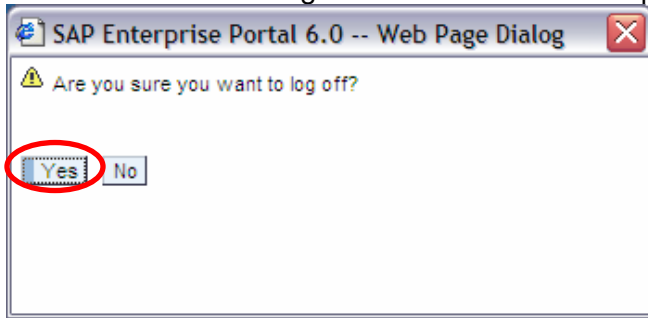 SAP Enterprise Portal 6.0 -- Web Page Dialog
Are you sure you want to log off?
Yes No